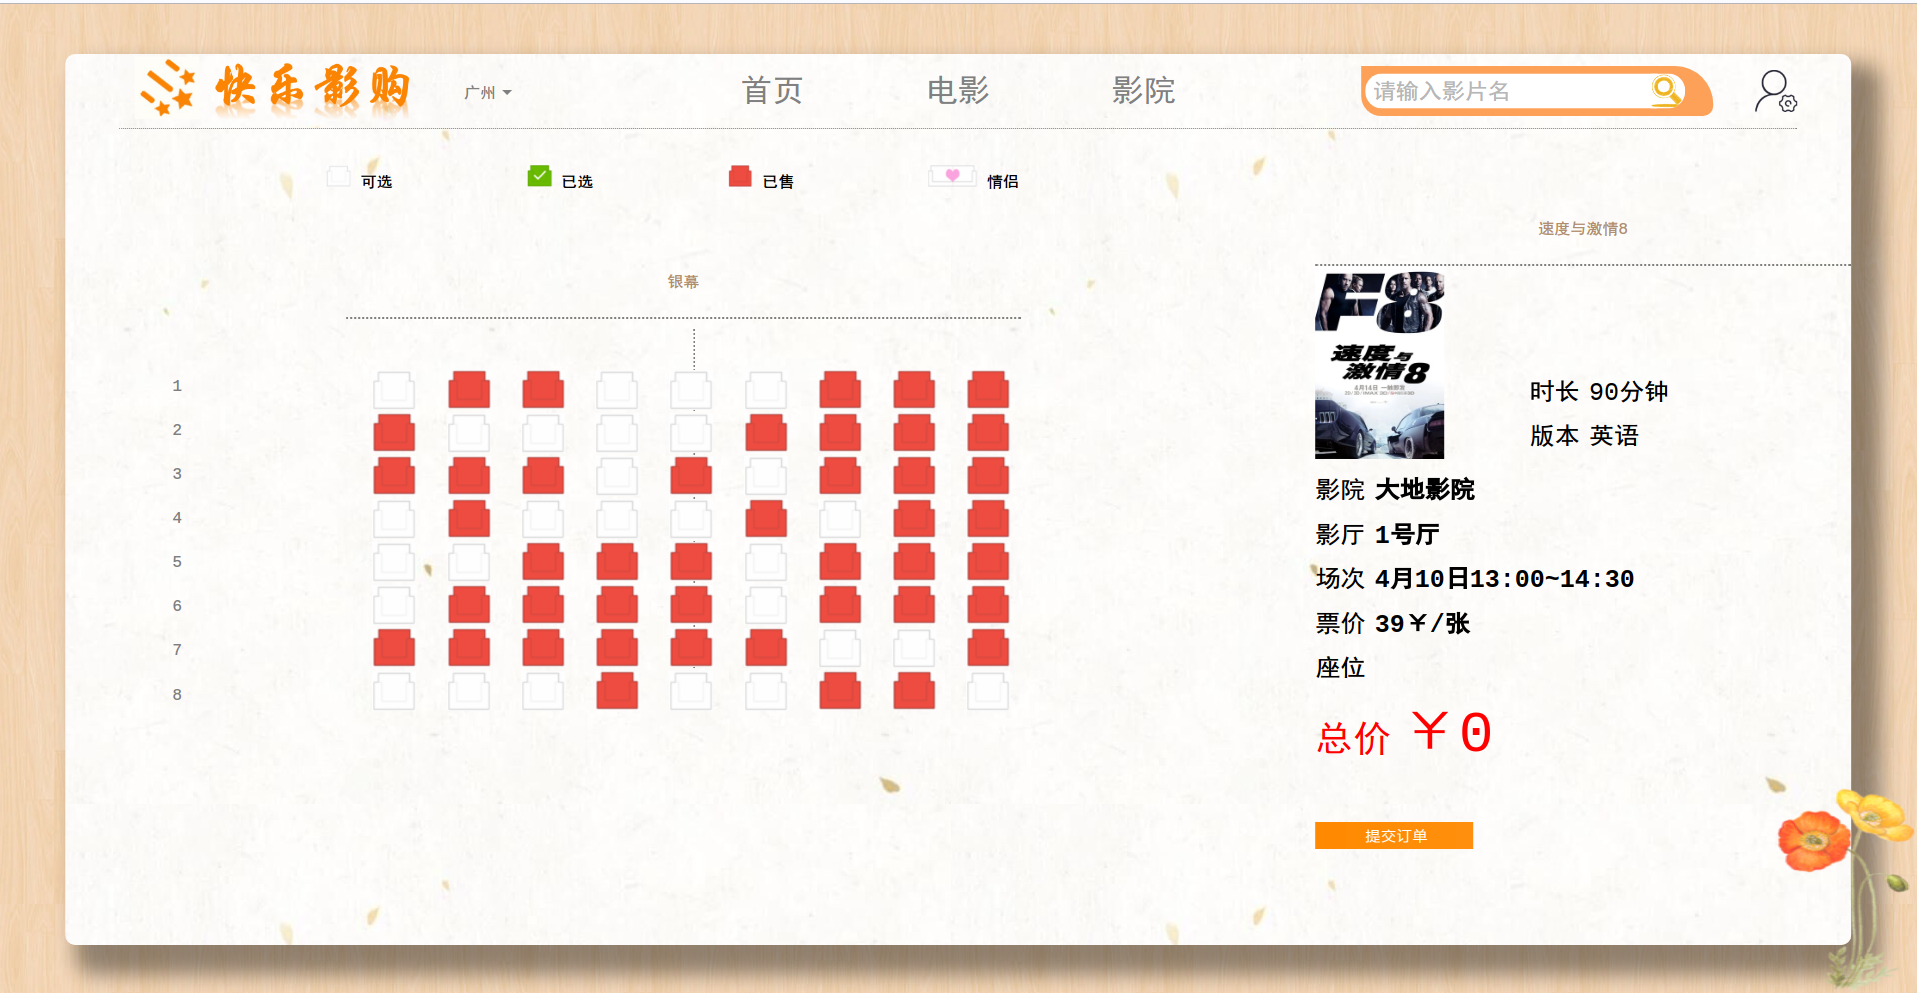 快乐影购
广州
首页
电影
影院
请输入影片名
可选
已选
已售
情侣
速度与激情8
银幕
F8
速度与
激情8
4月14日
1
2
3
4
5
6
7
8
时长 90分钟
版本 英语
影院 大地影院
影厅 1号厅
场次 4月10日13:00~14:30
票价 39￥/张
座位
总价 ￥0
提交订单